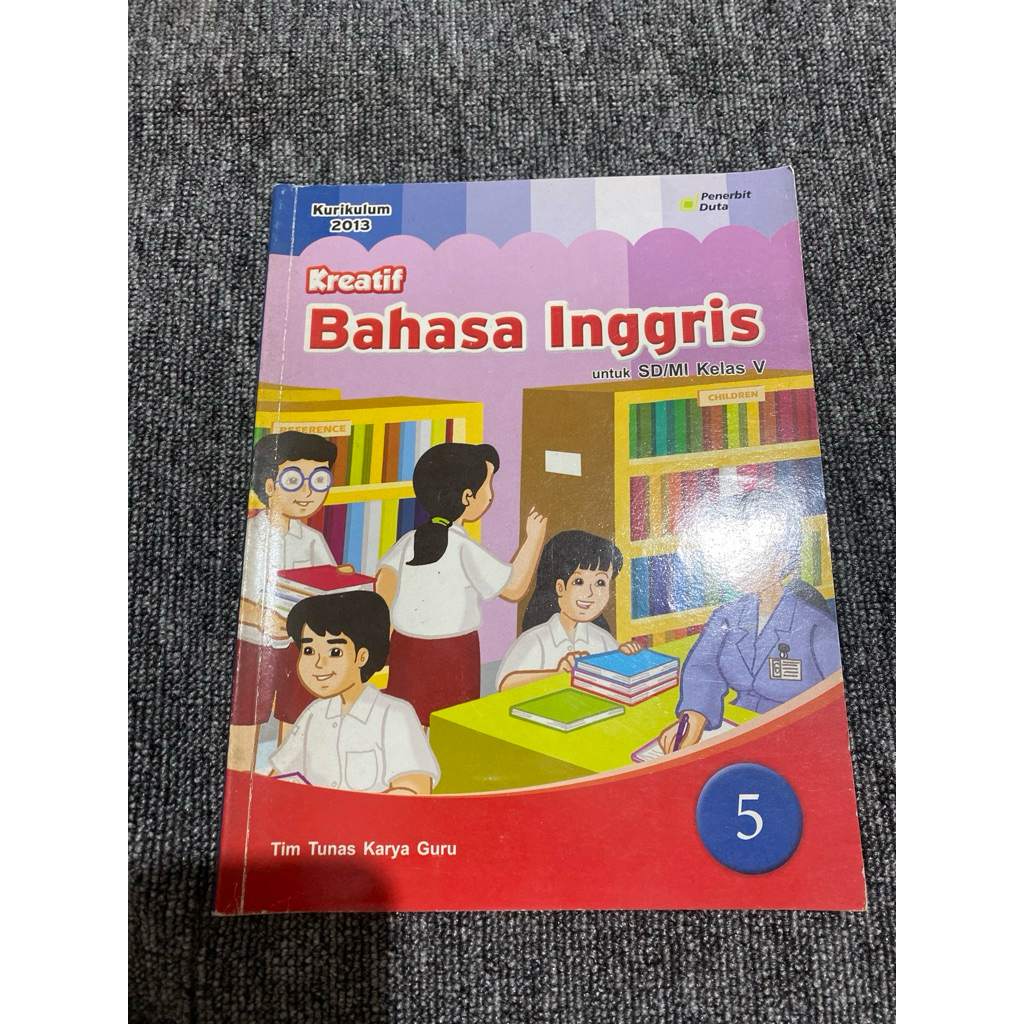 Kurikulum
2013
Penerbit
Duta
Kreatif
Bahasa Inggris
untuk SD/MI Kelas V
CHILDREN
REFERENCE
Tim Tunas Karya Guru
5